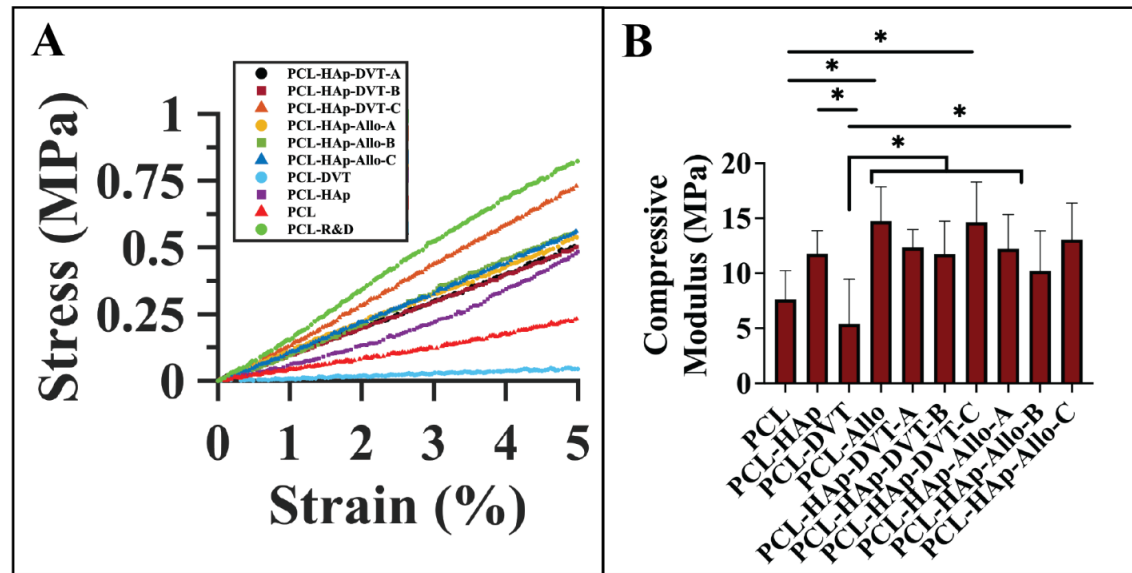 A
Stress (MPa)
1
0.75
0.5
0.25
0
PCL-HAp-DVT-A
PCL-HAp-DVT-B
PCL-HAp-DVT-C
PCL-HAp-Allo-A
PCL-HAp-Allo-B
PCL-HAp-Allo-C
PCL-DVT
PCL-HAp
PCL
PCL-R&D
0 1 2 3 4 5
Strain (%)
B
*
*
*
*
*
Compressive
Modulus (MPa)
20
15
10
5
0
PCL
PCL-HAp
PCL-DVT
PCL-Allo
PCL-HAp-DVT-A
PCL-HAp-DVT-B
PCL-HAp-DVT-C
PCL-HAp-Allo-A
PCL-HAp-Allo-B
PCL-HAp-Allo-C